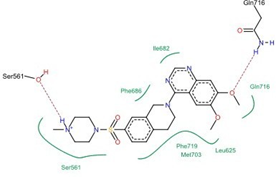 Gln716
O
N
H
H
Ile682
Ser561
O
H
Phe686
N
N
N
O
O
Gln716
H
N
N
S
O
O
Phe719
Met703
Leu625
Ser561